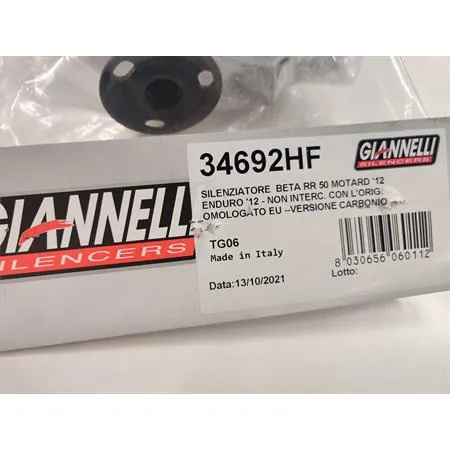 34692HF
GIANNELLI
SILENCERS
SILENZIATORE BETA RR 50 MOTARD '12
ENDURO '12 - NON INTERC. CON L'ORIG.
OMOLOGATO EU --VERSIONE CARBONIO
TG06
Made in Italy
8 030656 060112
Data:13/10/2021
Lotto:
GIANNELLI
SILENCERS